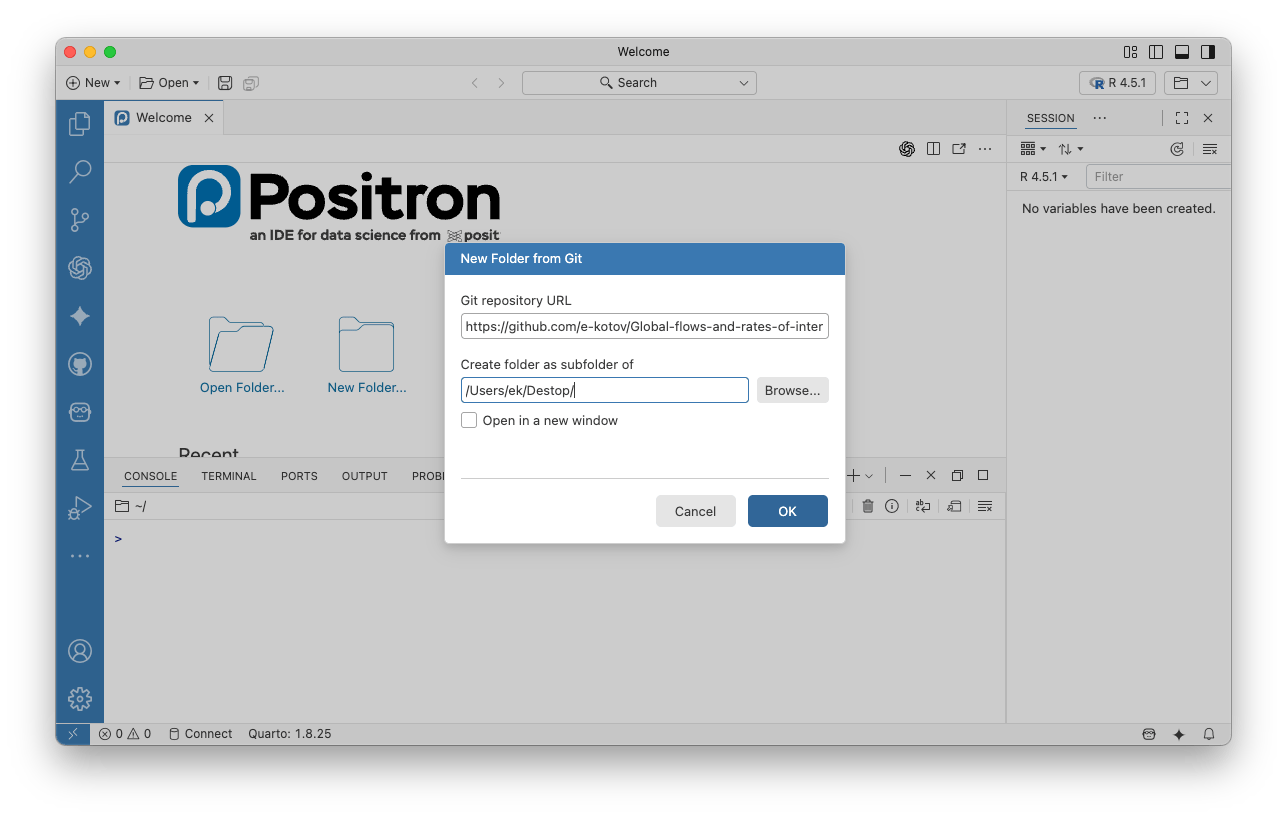 Welcome
New
Open
Search
R 4.5.1
Welcome
SESSION
R 4.5.1
Filter
No variables have been created.
Positron
an IDE for data science from posit
Open Folder...
New Folder...
Recent
New Folder from Git
Git repository URL
https://github.com/e-kotov/Global-flows-and-rates-of-inter
Create folder as subfolder of
/Users/ek/Destop/
Browse...
Open in a new window
Cancel
OK
CONSOLE
TERMINAL
PORTS
OUTPUT
PROBL
~/
>
0
0
Connect
Quarto: 1.8.25